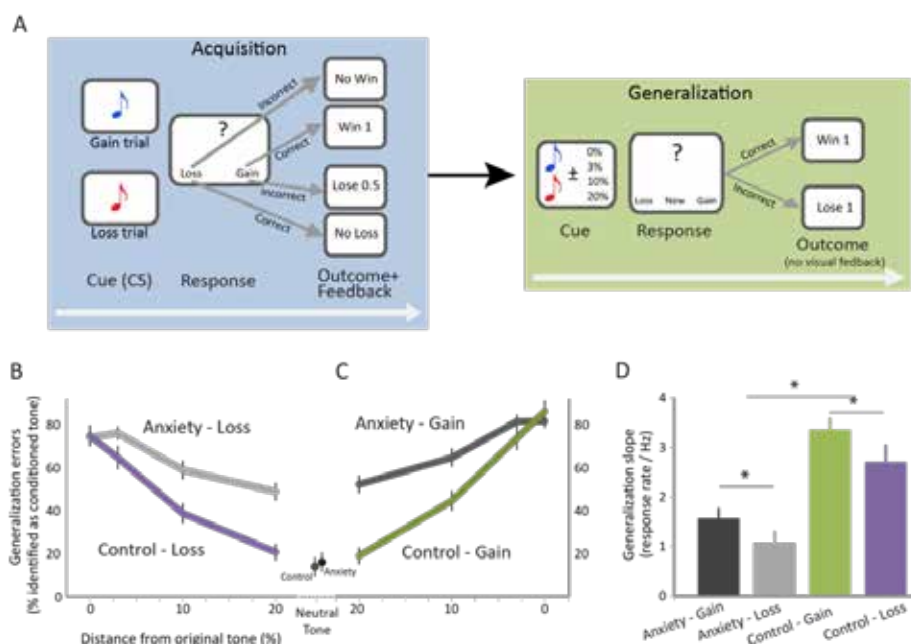 A
Acquisition
Gain trial
Loss trial
Cue (CS)
?
Loss
Gain
Response
Incorrect
Correct
Incorrect
Correct
No Win
Win 1
Lose 0.5
No Loss
Outcome+
Feedback
Generalization
±
0%
3%
10%
20%
Cue
?
Loss New Gain
Response
Correct
Incorrect
Win 1
Lose 1
Outcome
(no visual fedback)
B
Generalization errors
(% identified as conditioned tone)
80
60
40
20
0
Anxiety - Loss
Control - Loss
0
10
20
Distance from original tone (%)
Control
Anxiety
Neutral
Tone
C
Anxiety - Gain
Control - Gain
20
10
0
80
60
40
20
D
Generalization slope
(response rate / Hz)
4
3
2
1
0
*
*
*
Anxiety - Gain
Anxiety - Loss
Control - Gain
Control - Loss